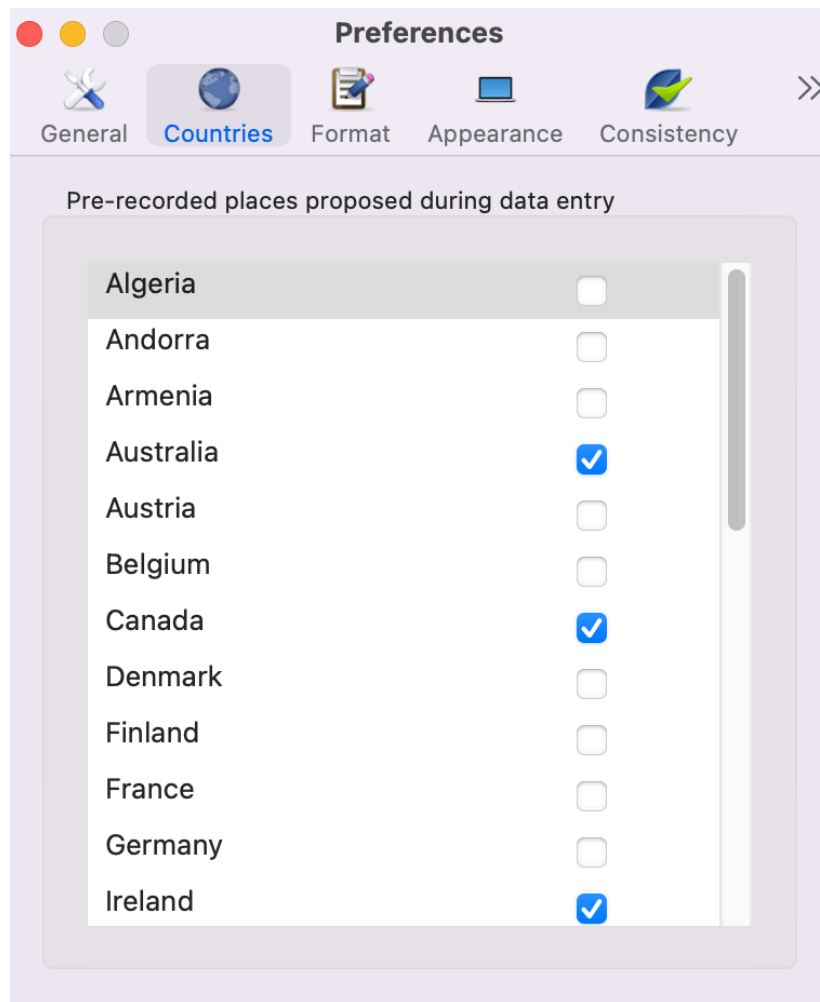 Preferences
General Countries Format Appearance Consistency
Pre-recorded places proposed during data entry
Algeria
Andorra
Armenia
Australia
Austria
Belgium
Canada
Denmark
Finland
France
Germany
Ireland